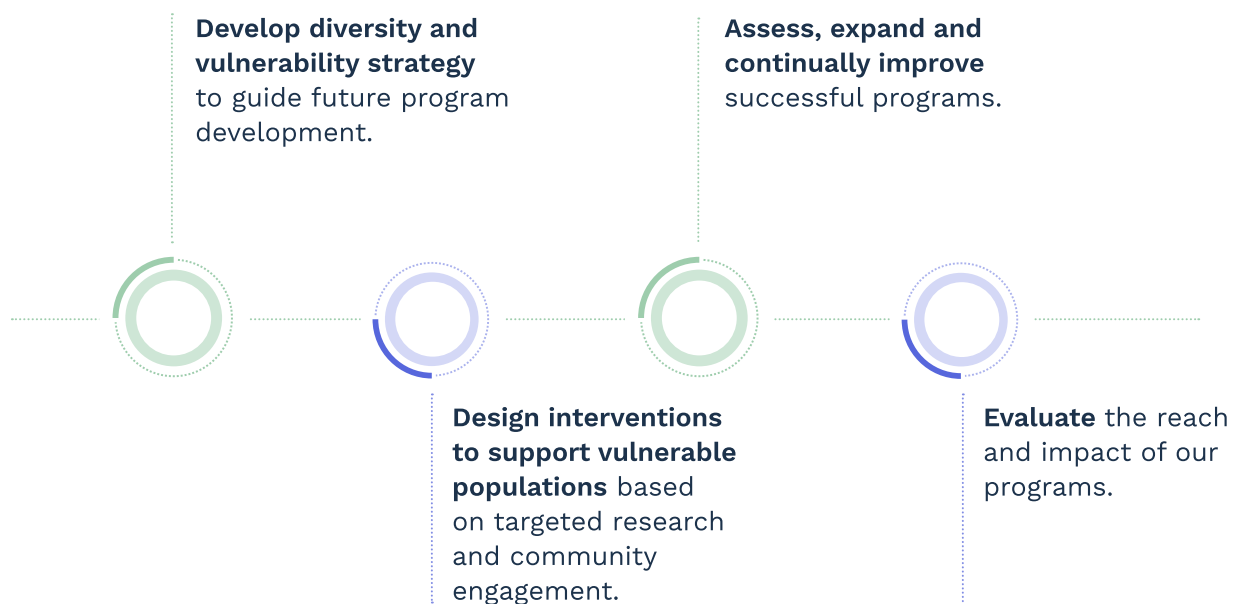 Develop diversity and
vulnerability strategy
to guide future program
development.
Design interventions
to support vulnerable
populations based
on targeted research
and community
engagement.
Assess, expand and
continually improve
successful programs.
Evaluate the reach
and impact of our
programs.